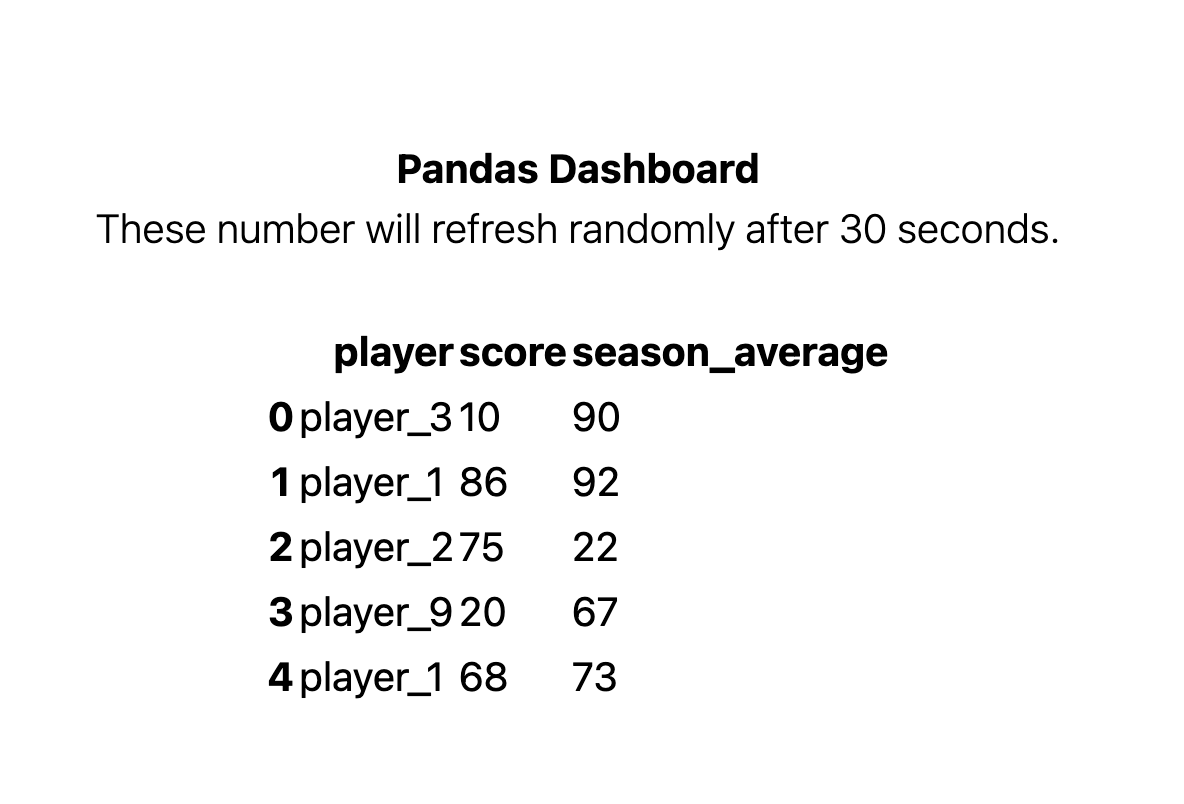 Pandas Dashboard
These number will refresh randomly after 30 seconds.
player score season_average
0 player_3 10 90
1 player_1 86 92
2 player_2 75 22
3 player_9 20 67
4 player_1 68 73